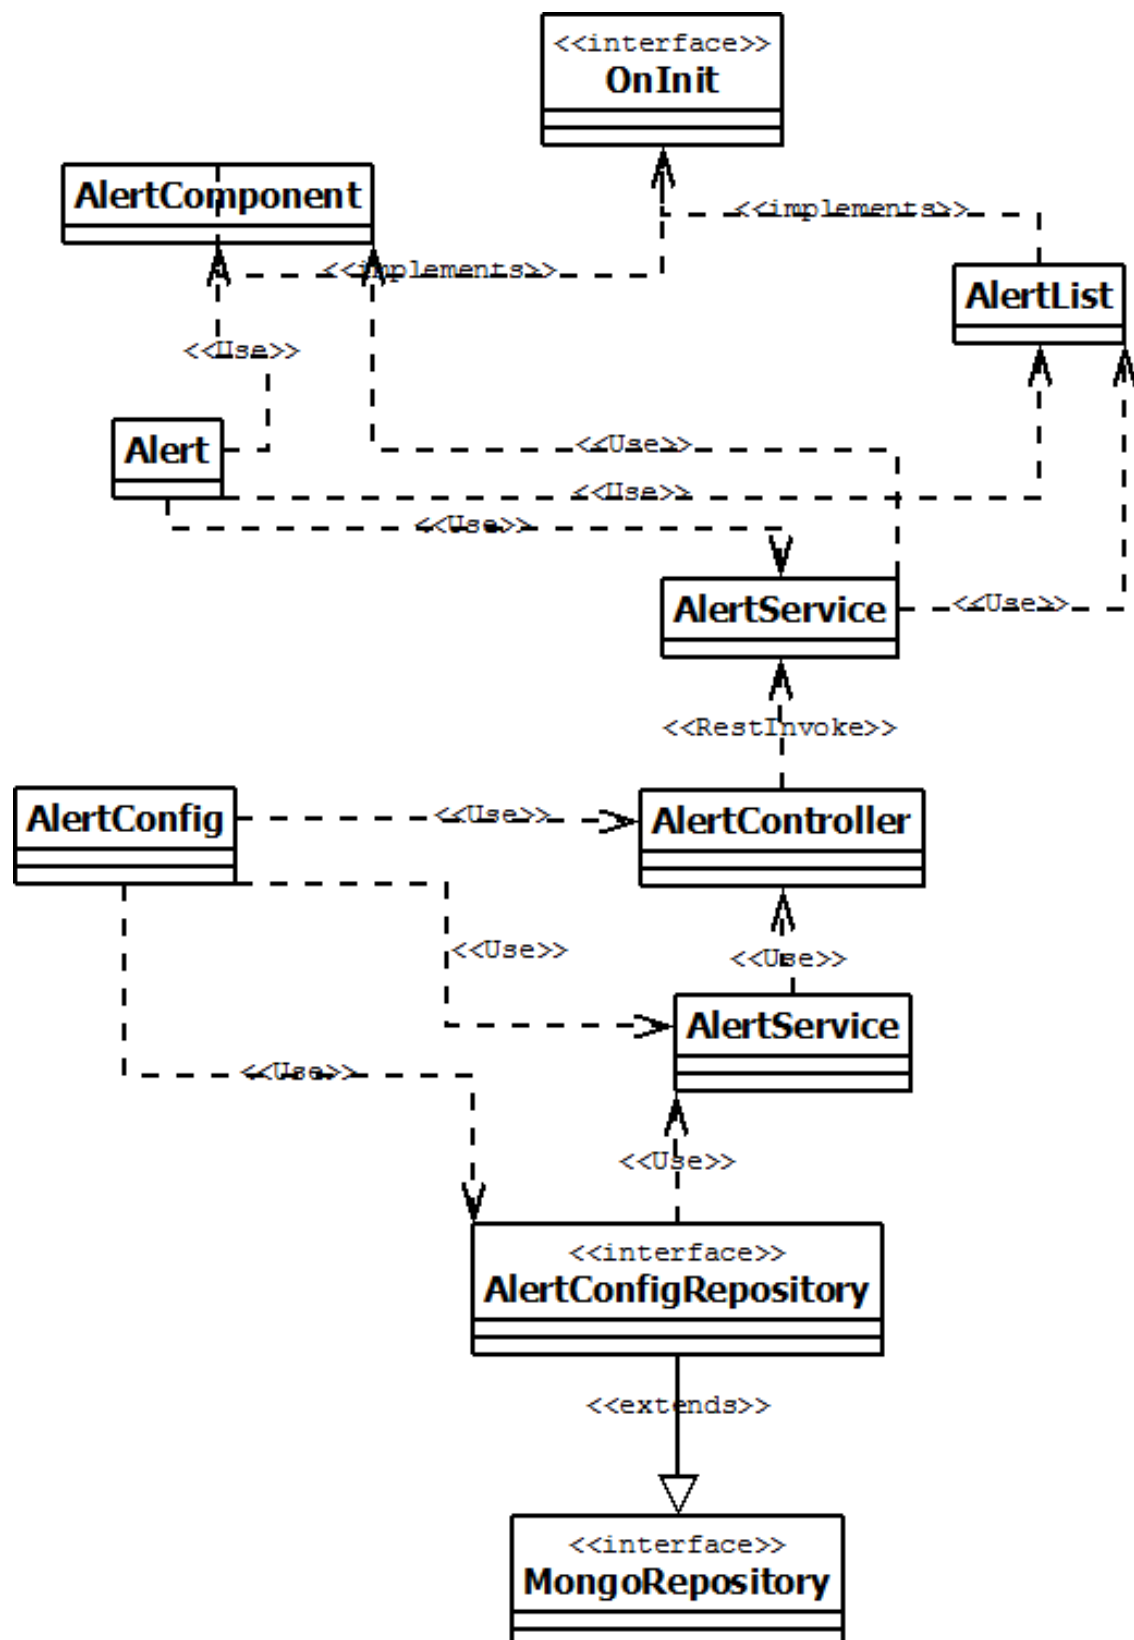 <<interface>>
OnInit
AlertComponent
<<implements>>
<<implements>>
AlertList
<<Use>>
Alert
<<Use>>
<<Use>>
<<Use>>
AlertService
<<Use>>
<<RestInvoke>>
AlertConfig
<<Use>>
AlertController
<<Use>>
<<Use>>
AlertService
<<Use>>
<<Use>>
<<interface>>
AlertConfigRepository
<<extends>>
<<interface>>
MongoRepository